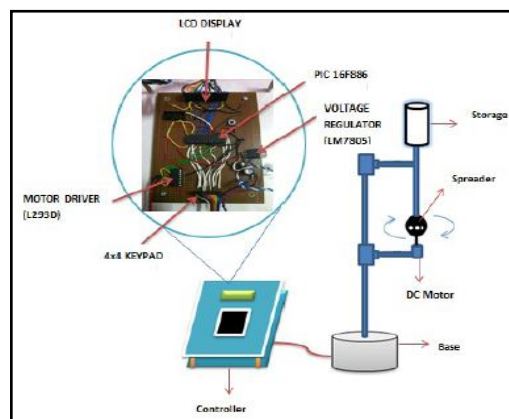 LCD DISPLAY
PIC 16F886
VOLTAGE
REGULATOR
(LM7805)
Storage
Spreader
MOTOR DRIVER
(L293D)
4x4 KEYPAD
DC Motor
Base
Controller